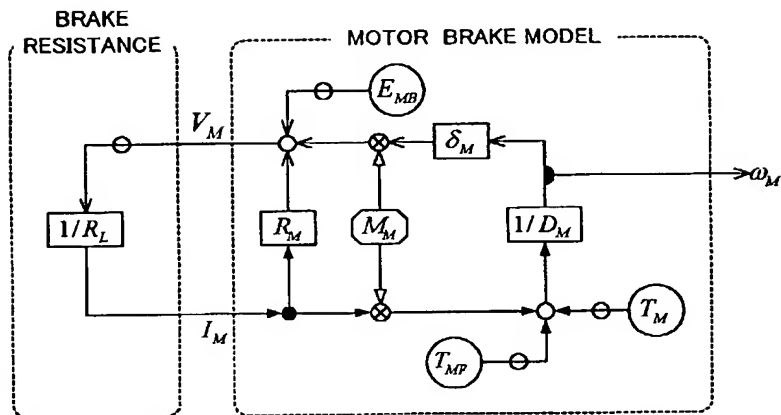 BRAKE
RESISTANCE
MOTOR BRAKE MODEL
E_MB
V_M
δ_M
ω_M
1/R_L
R_M
M_M
1/D_M
I_M
T_M
T_MF